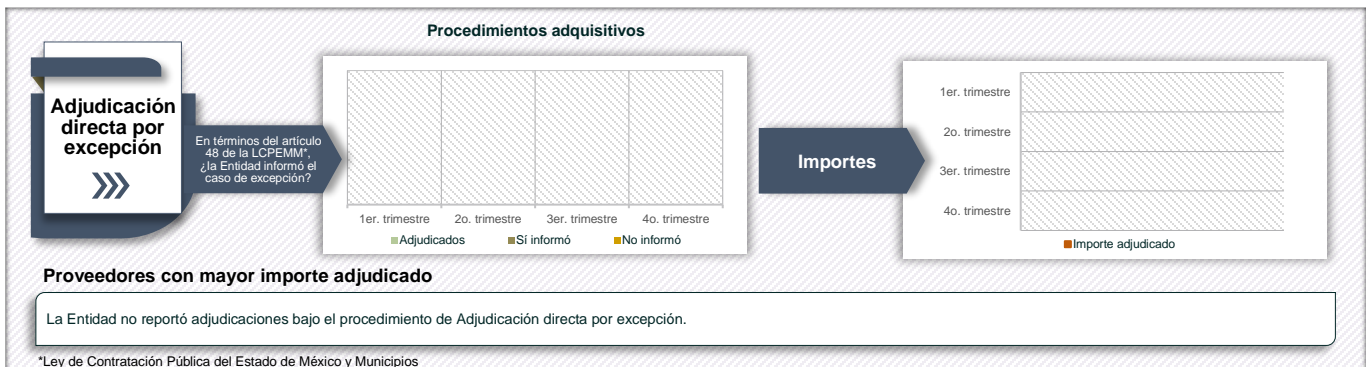 Procedimientos adquisitivos
Adjudicación
directa por
excepción
En términos del artículo
48 de la LCPEMM*,
¿la Entidad informó el
caso de excepción?
1er. trimestre 2o. trimestre 3er. trimestre 4o. trimestre
Adjudicados Sí informó No informó
Importes
1er. trimestre
2o. trimestre
3er. trimestre
4o. trimestre
Importe adjudicado
Proveedores con mayor importe adjudicado
La Entidad no reportó adjudicaciones bajo el procedimiento de Adjudicación directa por excepción.
*Ley de Contratación Pública del Estado de México y Municipios